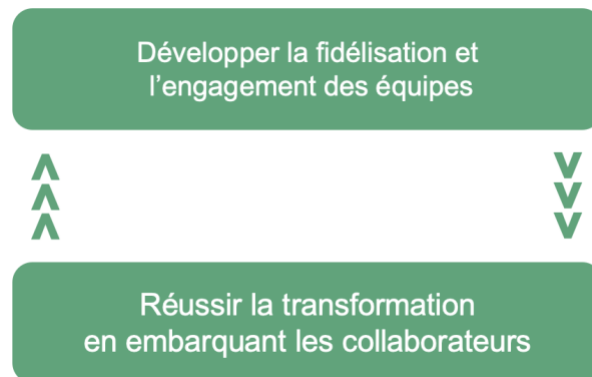 Développer la fidélisation et
l’engagement des équipes
Réussir la transformation
en embarquant les collaborateurs